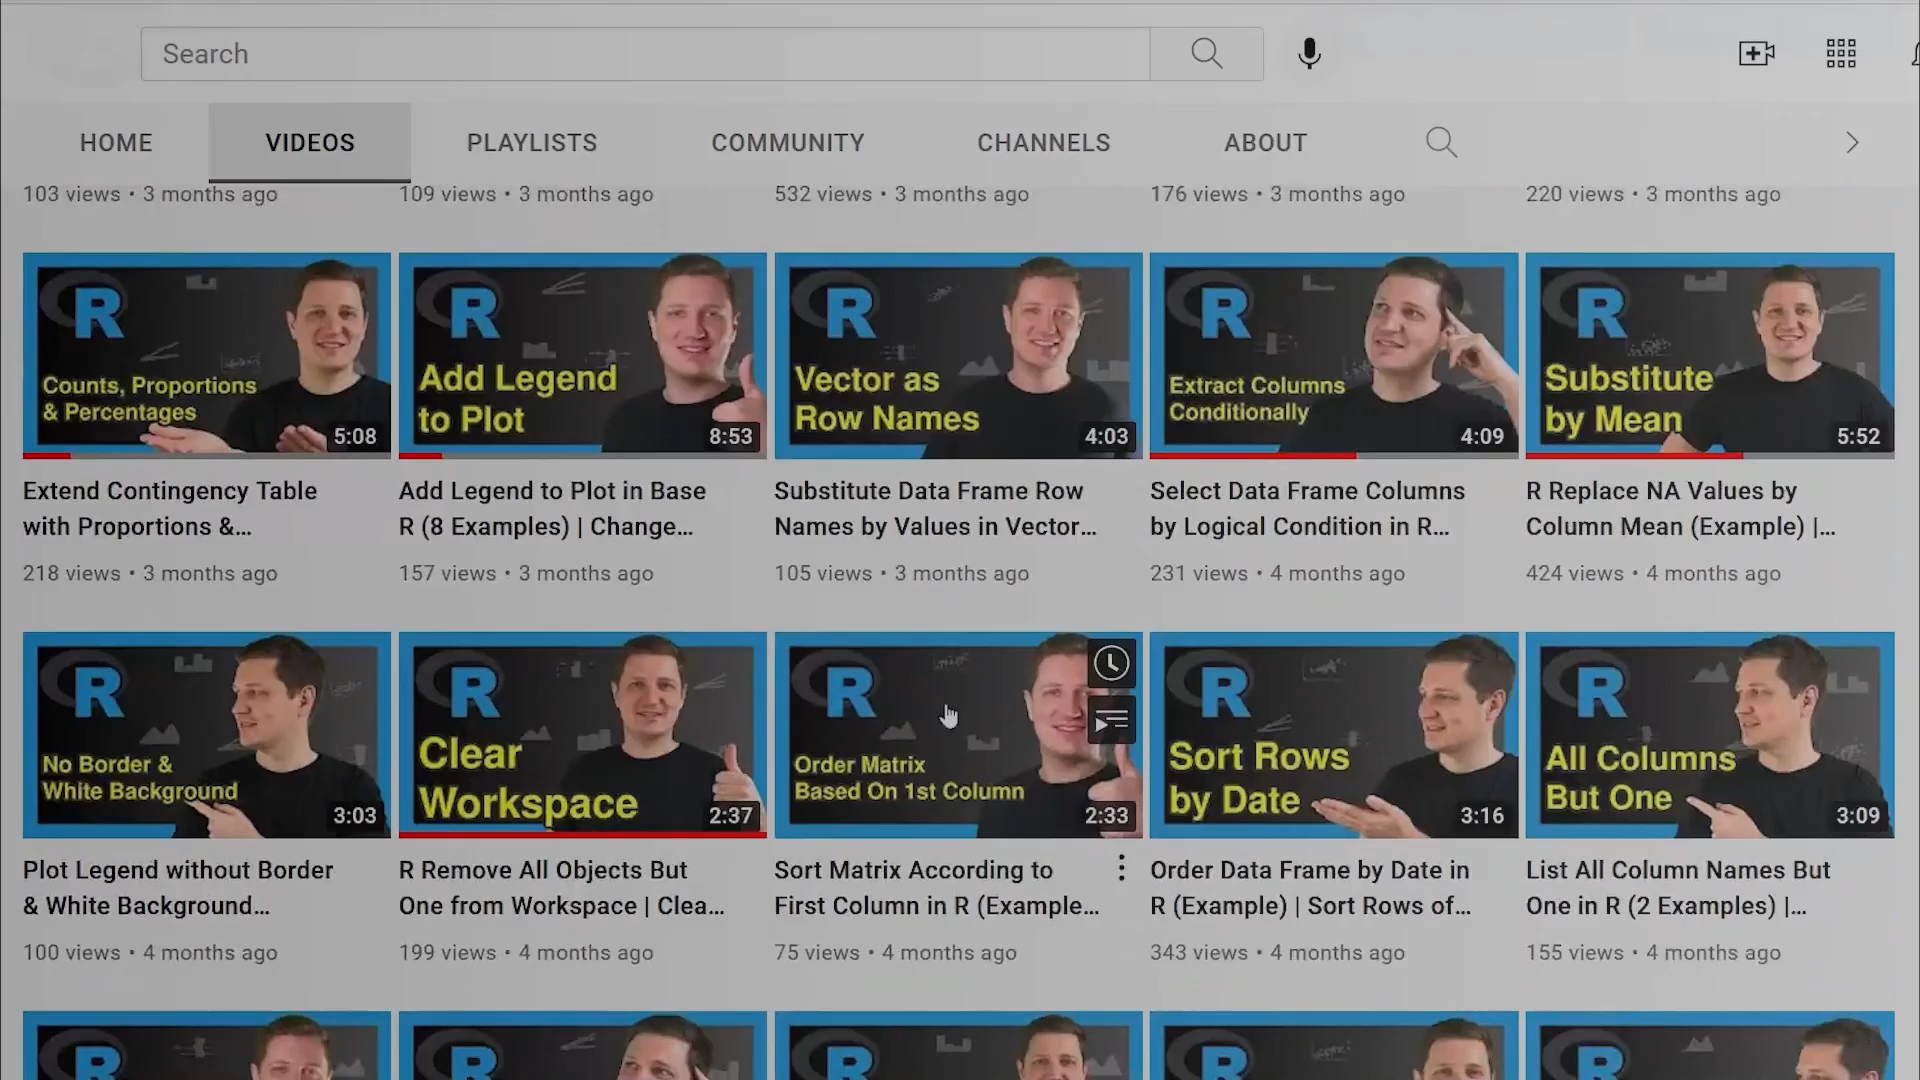 Search
HOME
VIDEOS
PLAYLISTS
COMMUNITY
CHANNELS
ABOUT
103 views • 3 months ago
109 views • 3 months ago
532 views • 3 months ago
176 views • 3 months ago
220 views • 3 months ago
R
Counts, Proportions
& Percentages
5:08
R
Add Legend
to Plot
8:53
R
Vector as
Row Names
4:03
R
Extract Columns
Conditionally
4:09
R
Substitute
by Mean
5:52
Extend Contingency Table
with Proportions &...
218 views • 3 months ago
Add Legend to Plot in Base
R (8 Examples) | Change...
157 views • 3 months ago
Substitute Data Frame Row
Names by Values in Vector...
105 views • 3 months ago
Select Data Frame Columns
by Logical Condition in R...
231 views • 4 months ago
R Replace NA Values by
Column Mean (Example) |...
424 views • 4 months ago
R
No Border &
White Background
3:03
R
Clear
Workspace
2:37
R
Order Matrix
Based On 1st Column
2:33
R
Sort Rows
by Date
3:16
R
All Columns
But One
3:09
Plot Legend without Border
& White Background...
100 views • 4 months ago
R Remove All Objects But
One from Workspace | Clea...
199 views • 4 months ago
Sort Matrix According to
First Column in R (Example...
75 views • 4 months ago
Order Data Frame by Date in
R (Example) | Sort Rows of...
343 views • 4 months ago
List All Column Names But
One in R (2 Examples) |...
155 views • 4 months ago
R
R
R
R
R